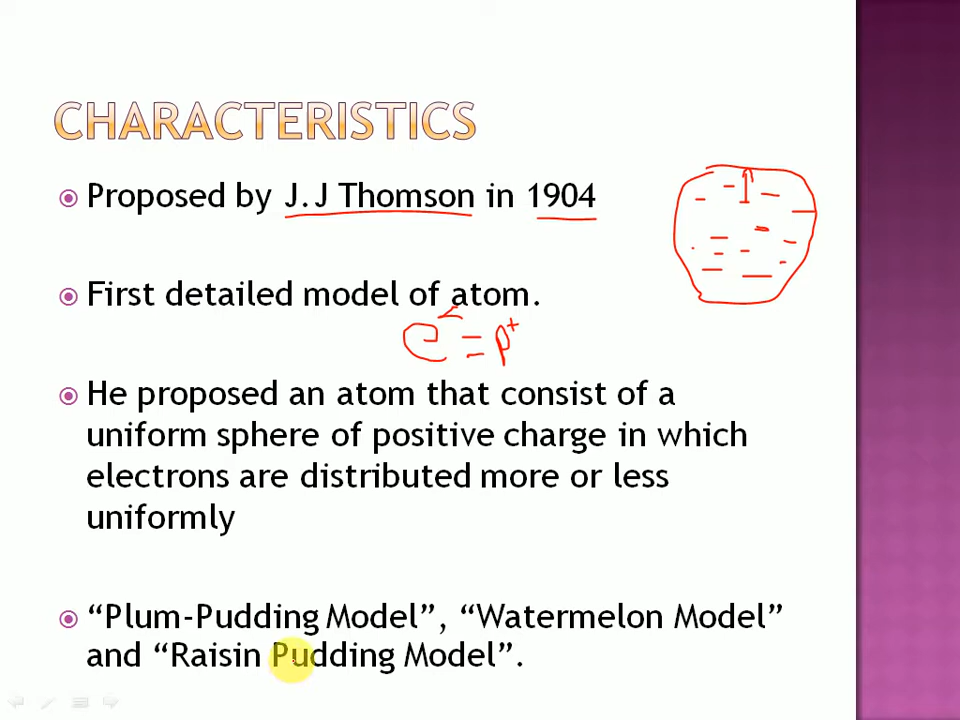 CHARACTERISTICS
Proposed by J.J Thomson in 1904
First detailed model of atom.
e⁻ = p⁺
He proposed an atom that consist of a
uniform sphere of positive charge in which
electrons are distributed more or less
uniformly
“Plum-Pudding Model”, “Watermelon Model”
and “Raisin Pudding Model”.